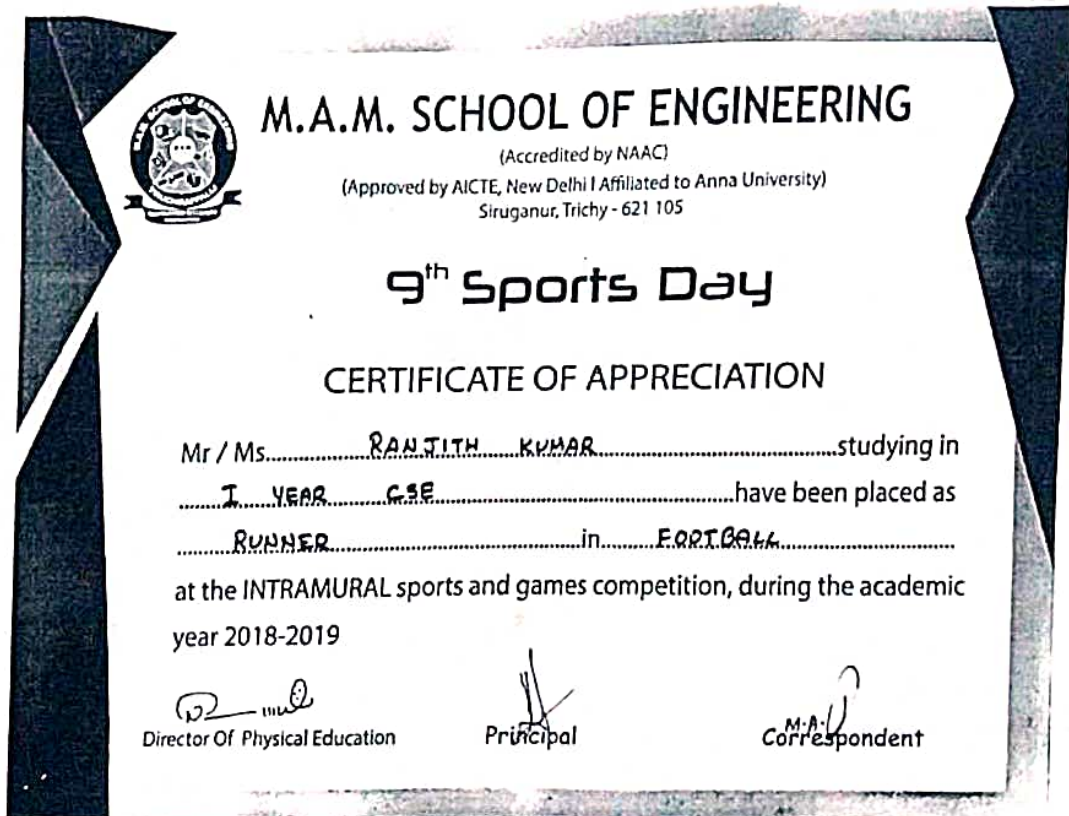 M.A.M. SCHOOL OF ENGINEERING
(Accredited by NAAC)
(Approved by AICTE, New Delhi I Affiliated to Anna University)
Siruganur, Trichy - 621 105
9th Sports Day
CERTIFICATE OF APPRECIATION
Mr / Ms. RANJITH KUMAR studying in
I YEAR CSE have been placed as
RUNNER in FOOTBALL
at the INTRAMURAL sports and games competition, during the academic
year 2018-2019
M.A.
Director Of Physical Education Principal Correspondent